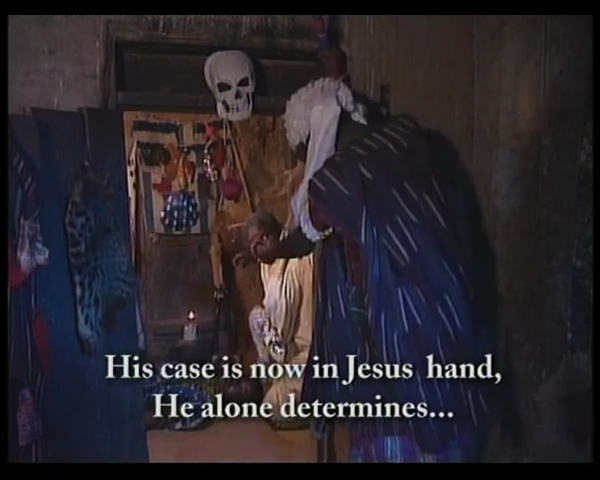 His case is now in Jesus hand,
He alone determines...